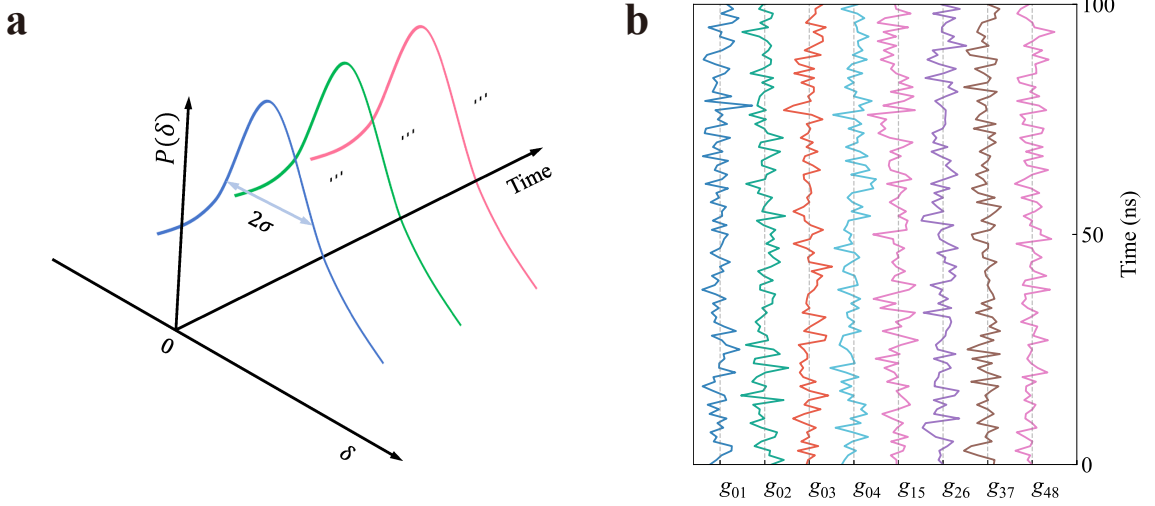 a
P(δ)
...
...
...
2σ
Time
0
δ
b
100
50
0
Time (ns)
g01 g02 g03 g04 g15 g26 g37 g48